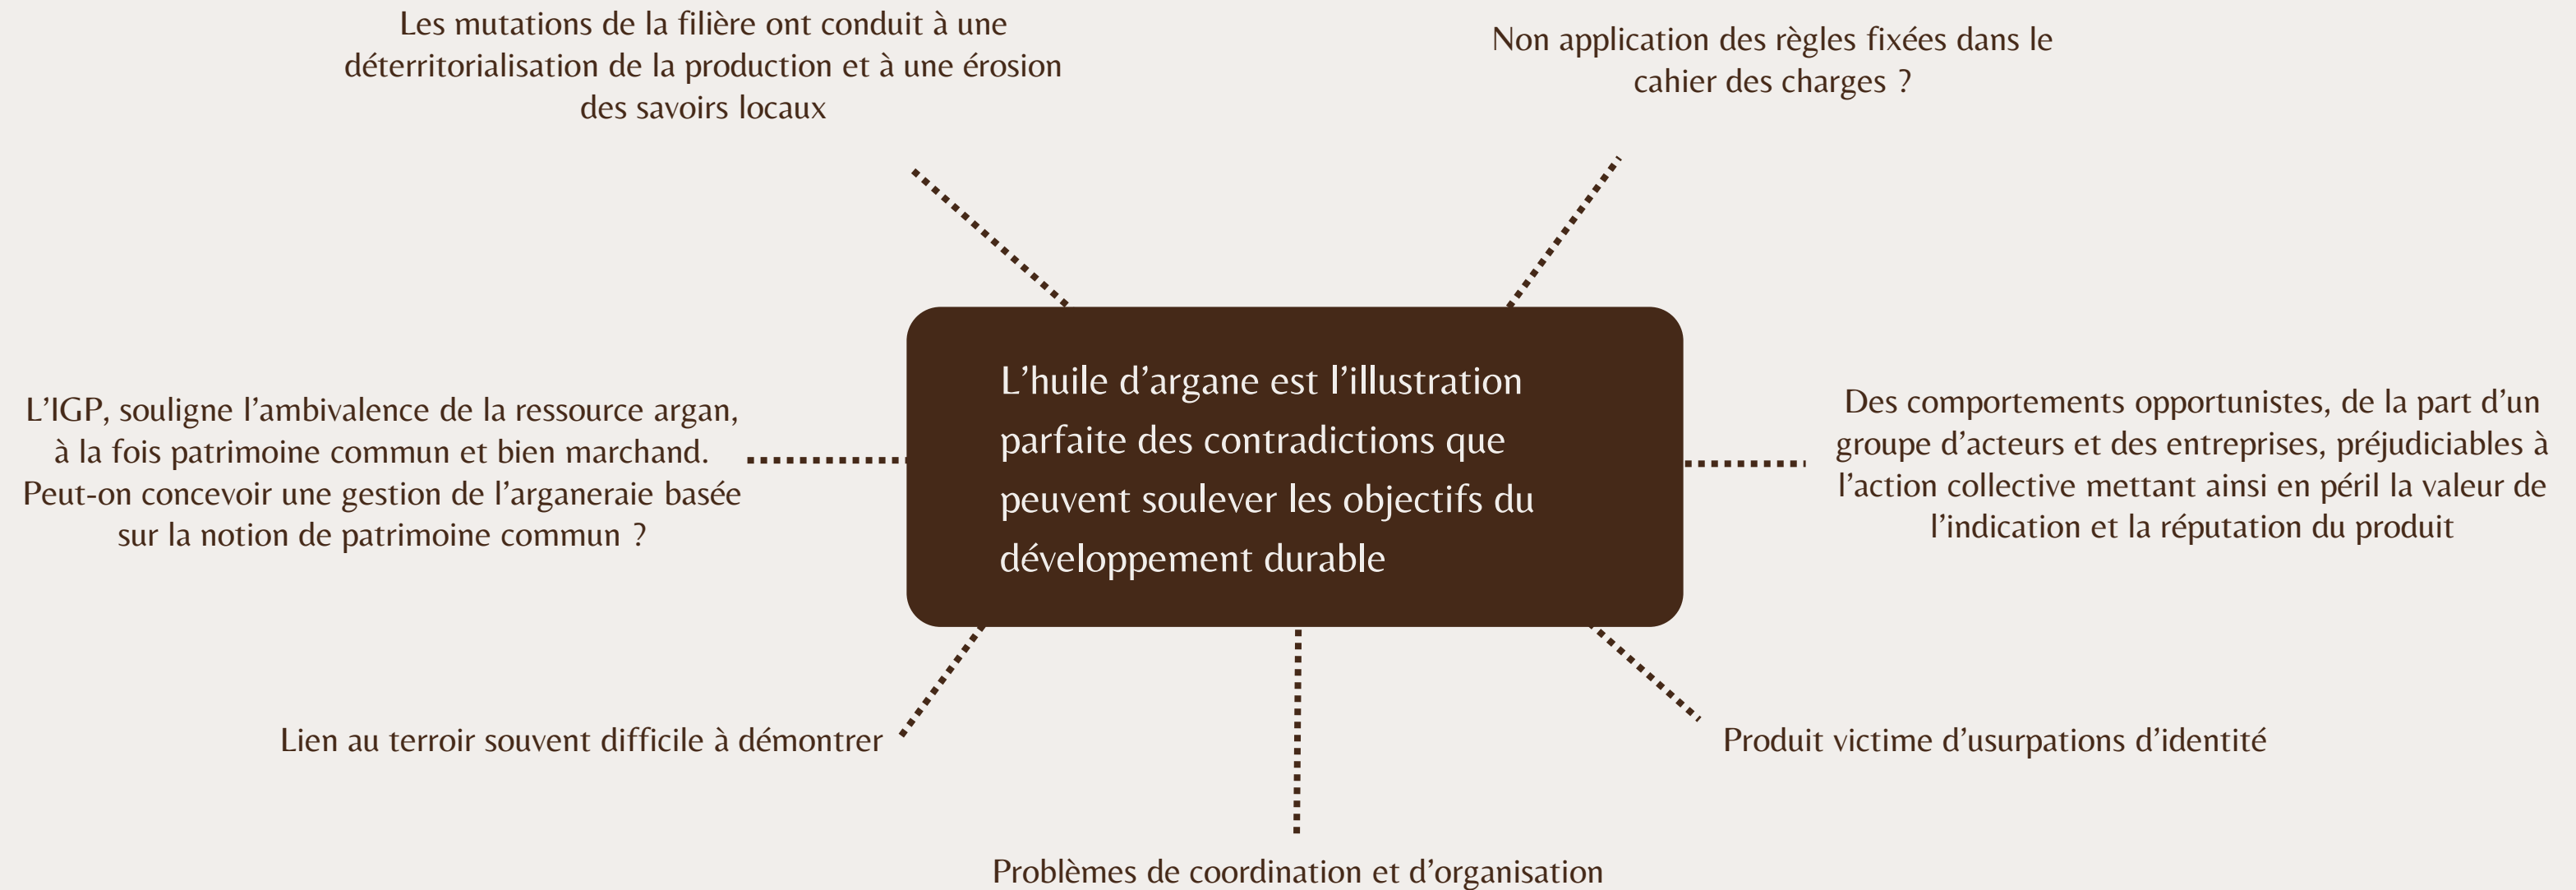 Les mutations de la filière ont conduit à une
déterritorialisation de la production et à une érosion
des savoirs locaux
Non application des règles fixées dans le
cahier des charges ?
L'IGP, souligne l'ambivalence de la ressource argan,
à la fois patrimoine commun et bien marchand.
Peut-on concevoir une gestion de l'arganeraie basée
sur la notion de patrimoine commun ?
L'huile d'argane est l'illustration
parfaite des contradictions que
peuvent soulever les objectifs du
développement durable
Des comportements opportunistes, de la part d'un
groupe d'acteurs et des entreprises, préjudiciables à
l'action collective mettant ainsi en péril la valeur de
l'indication et la réputation du produit
Lien au terroir souvent difficile à démontrer
Produit victime d'usurpations d'identité
Problèmes de coordination et d'organisation